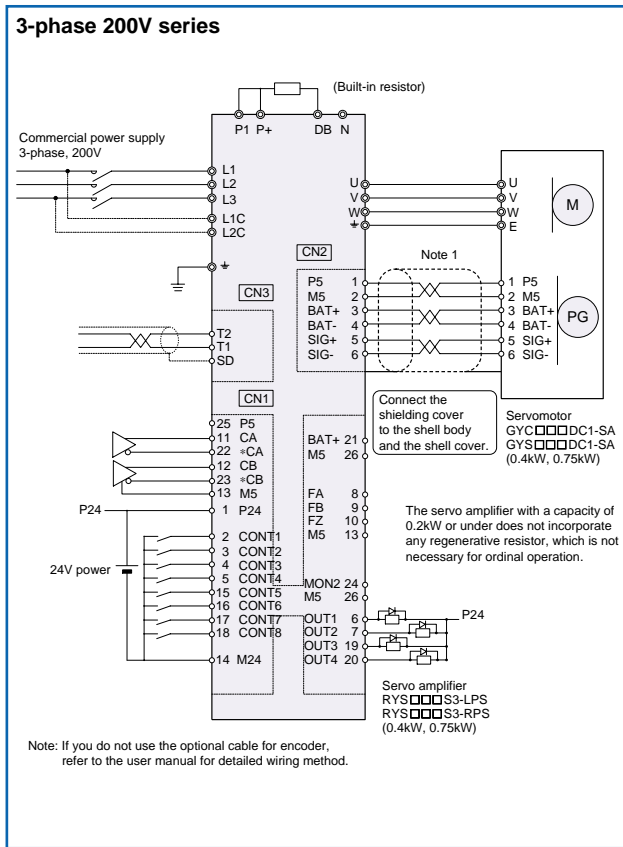 3-phase 200V series
(Built-in resistor)
P1 P+ DB N
Commercial power supply
3-phase, 200V
L1
L2
L3
L1C
L2C
U
V
W
U
V
W
E
M
CN2
Note 1
CN3
P5 1
M5 2
BAT+ 3
BAT- 4
SIG+ 5
SIG- 6
1 P5
2 M5
3 BAT+
4 BAT-
5 SIG+
6 SIG-
PG
T2
T1
SD
CN1
Connect the
shielding cover
to the shell body
and the shell cover.
Servomotor
GYC□□□DC1-SA
GYS□□□DC1-SA
(0.4kW, 0.75kW)
25 P5
11 CA
22 *CA
12 CB
23 *CB
13 M5
P24
1 P24
24V power
2 CONT1
3 CONT2
4 CONT3
5 CONT4
15 CONT5
16 CONT6
17 CONT7
18 CONT8
14 M24
BAT+ 21
M5 26
FA 8
FB 9
FZ 10
M5 13
MON2 24
M5 26
OUT1 6
OUT2 7
OUT3 19
OUT4 20
P24
The servo amplifier with a capacity of
0.2kW or under does not incorporate
any regenerative resistor, which is not
necessary for ordinal operation.
Servo amplifier
RYS□□□S3-LPS
RYS□□□S3-RPS
(0.4kW, 0.75kW)
Note: If you do not use the optional cable for encoder,
refer to the user manual for detailed wiring method.